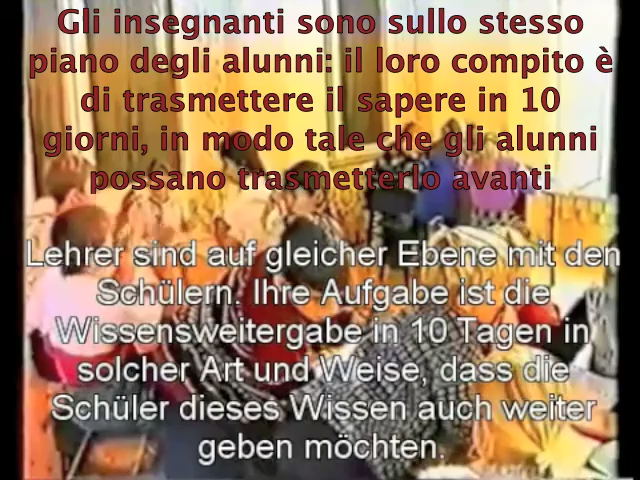 Gli insegnanti sono sullo stesso
piano degli alunni: il loro compito è
di trasmettere il sapere in 10
giorni, in modo tale che gli alunni
possano trasmetterlo avanti
Lehrer sind auf gleicher Ebene mit den
Schülern. Ihre Aufgabe ist die
Wissensweitergabe in 10 Tagen in
solcher Art und Weise, dass die
Schüler dieses Wissen auch weiter
geben möchten.